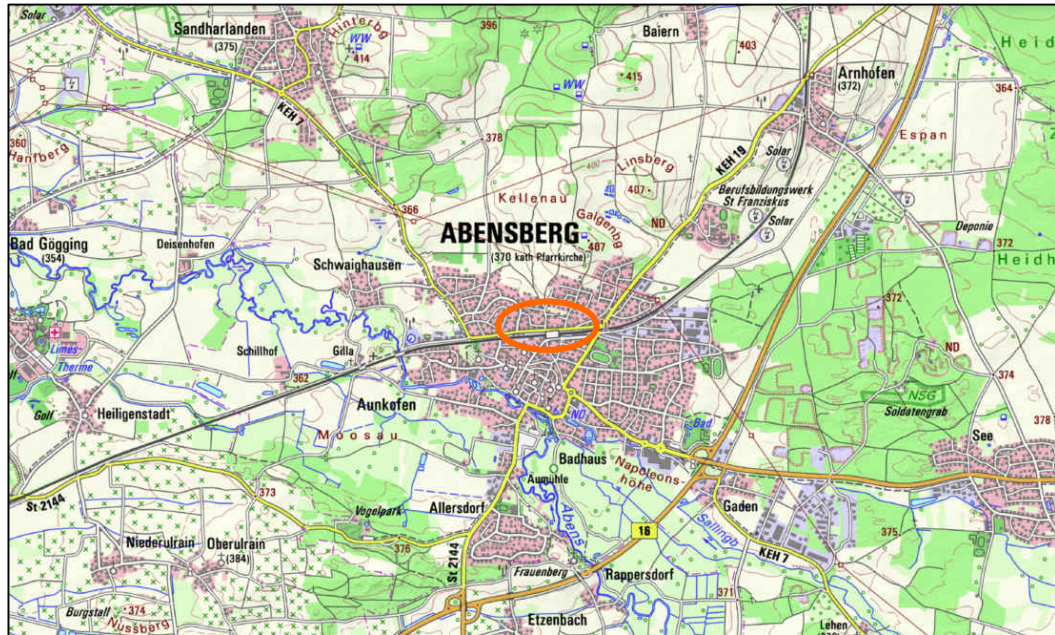 Solar
Sandharlanden
(375)
Hinterbg
WW
414
396
Baiern
403
415
WW
Arnhofen
(372)
364
KEH 7
378
360
Hanfberg
Linsberg
407
400
Kellenau
Galgenbg
407
KEH 19
Solar
Espan
Berufsbildungswerk
St Franziskus
Solar
ND
366
ABENSBERG
(370 kath Pfarrkirche)
Bad Gögging
(354)
Deisenhofen
Schwaighausen
Deponie
372
372
Limes-
Therme
Schillhof
Gilla
362
ND
374
NSG
Soldatengrab
Golf
Heiligenstadt
Aunkofen
Moosau
ND
Bad
See
378
Badhaus
Napoleons-
höhe
Aumühle
St 2144
373
Vogelpark
Allersdorf
Abens
Gaden
Sallingb
375
376
16
KEH 7
Niederulrain
Oberulrain
(384)
St 2144
Frauenberg
Rappersdorf
371
Burgstall
374
Nussberg
Etzenbach
Lehen